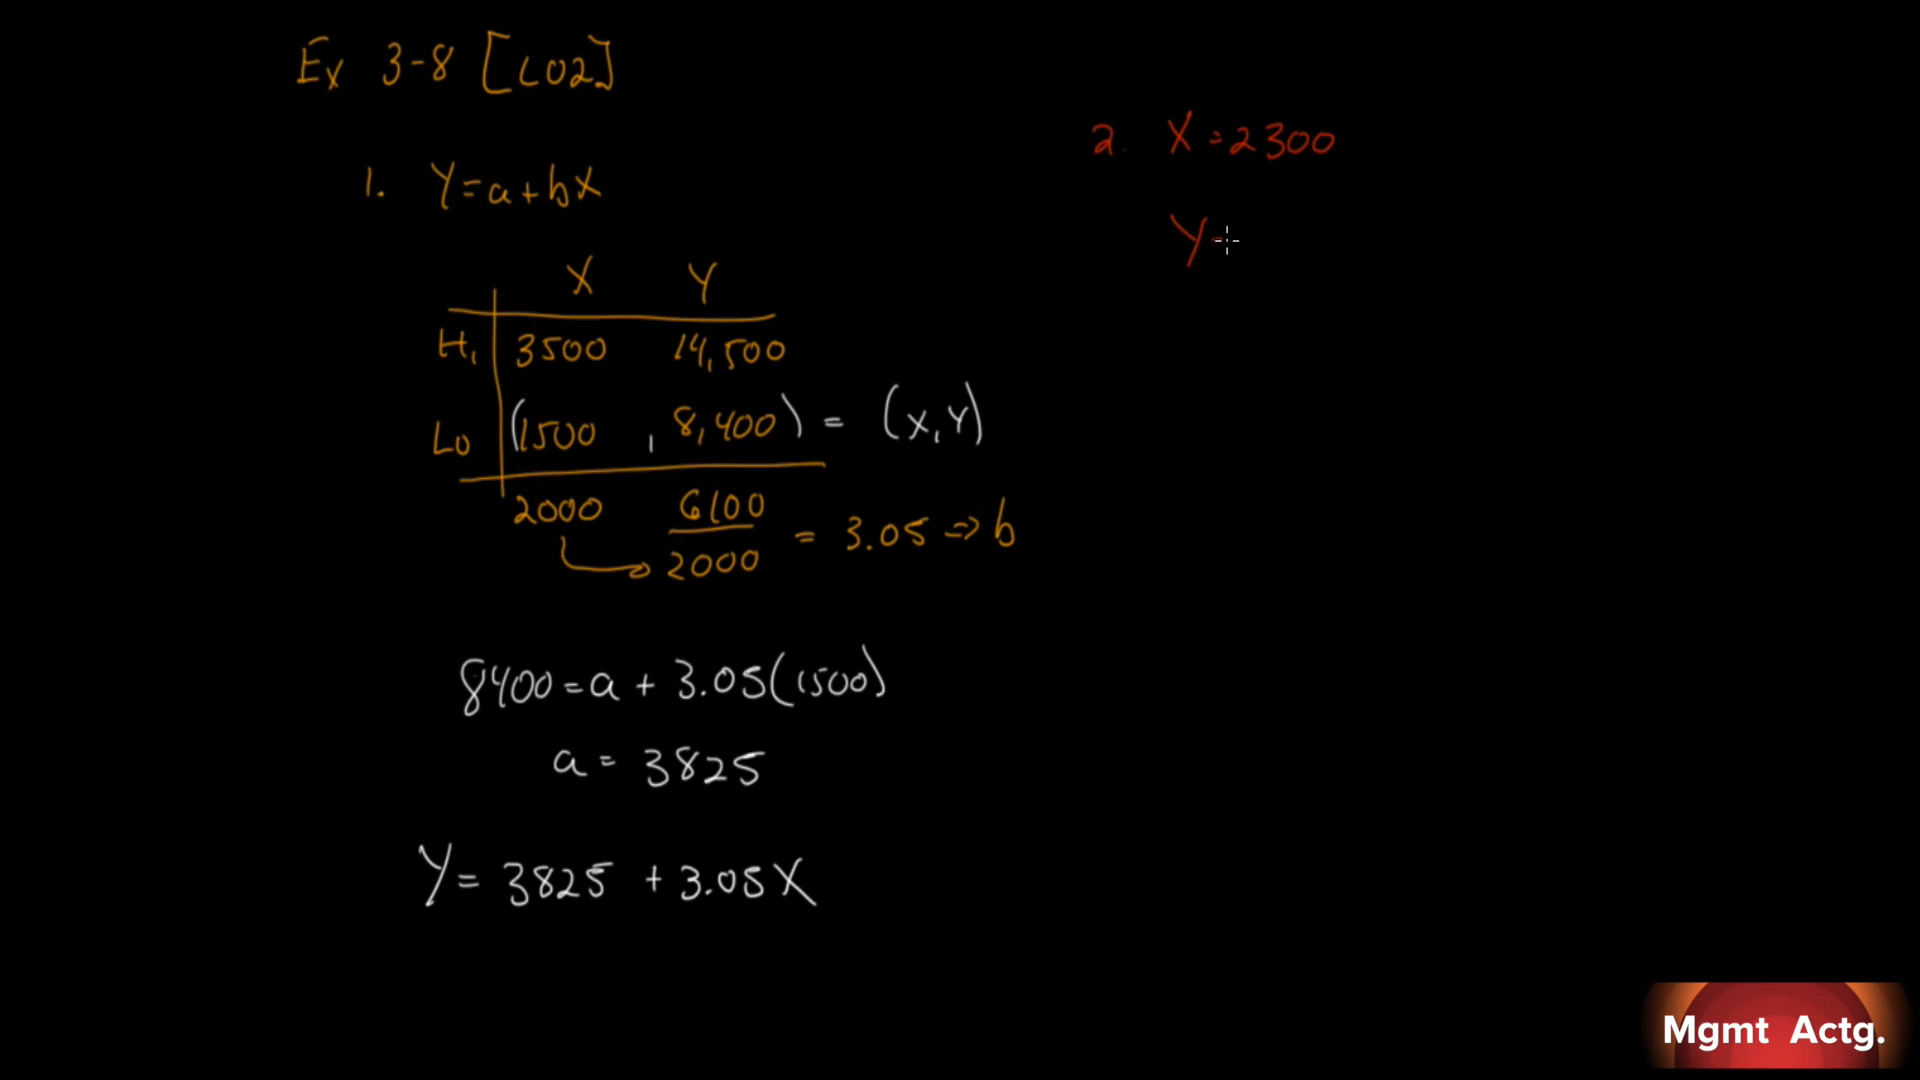 Ex 3-8 [LO2]
1. Y=a+bX
X Y
Hi 3500 14,500
Lo (1500 , 8,400) = (X,Y)
2000 6100
2000 = 3.05 => b
8400=a + 3.05(1500)
a= 3825
Y= 3825 + 3.05X
2. X=2300
Y=
Mgmt Actg.